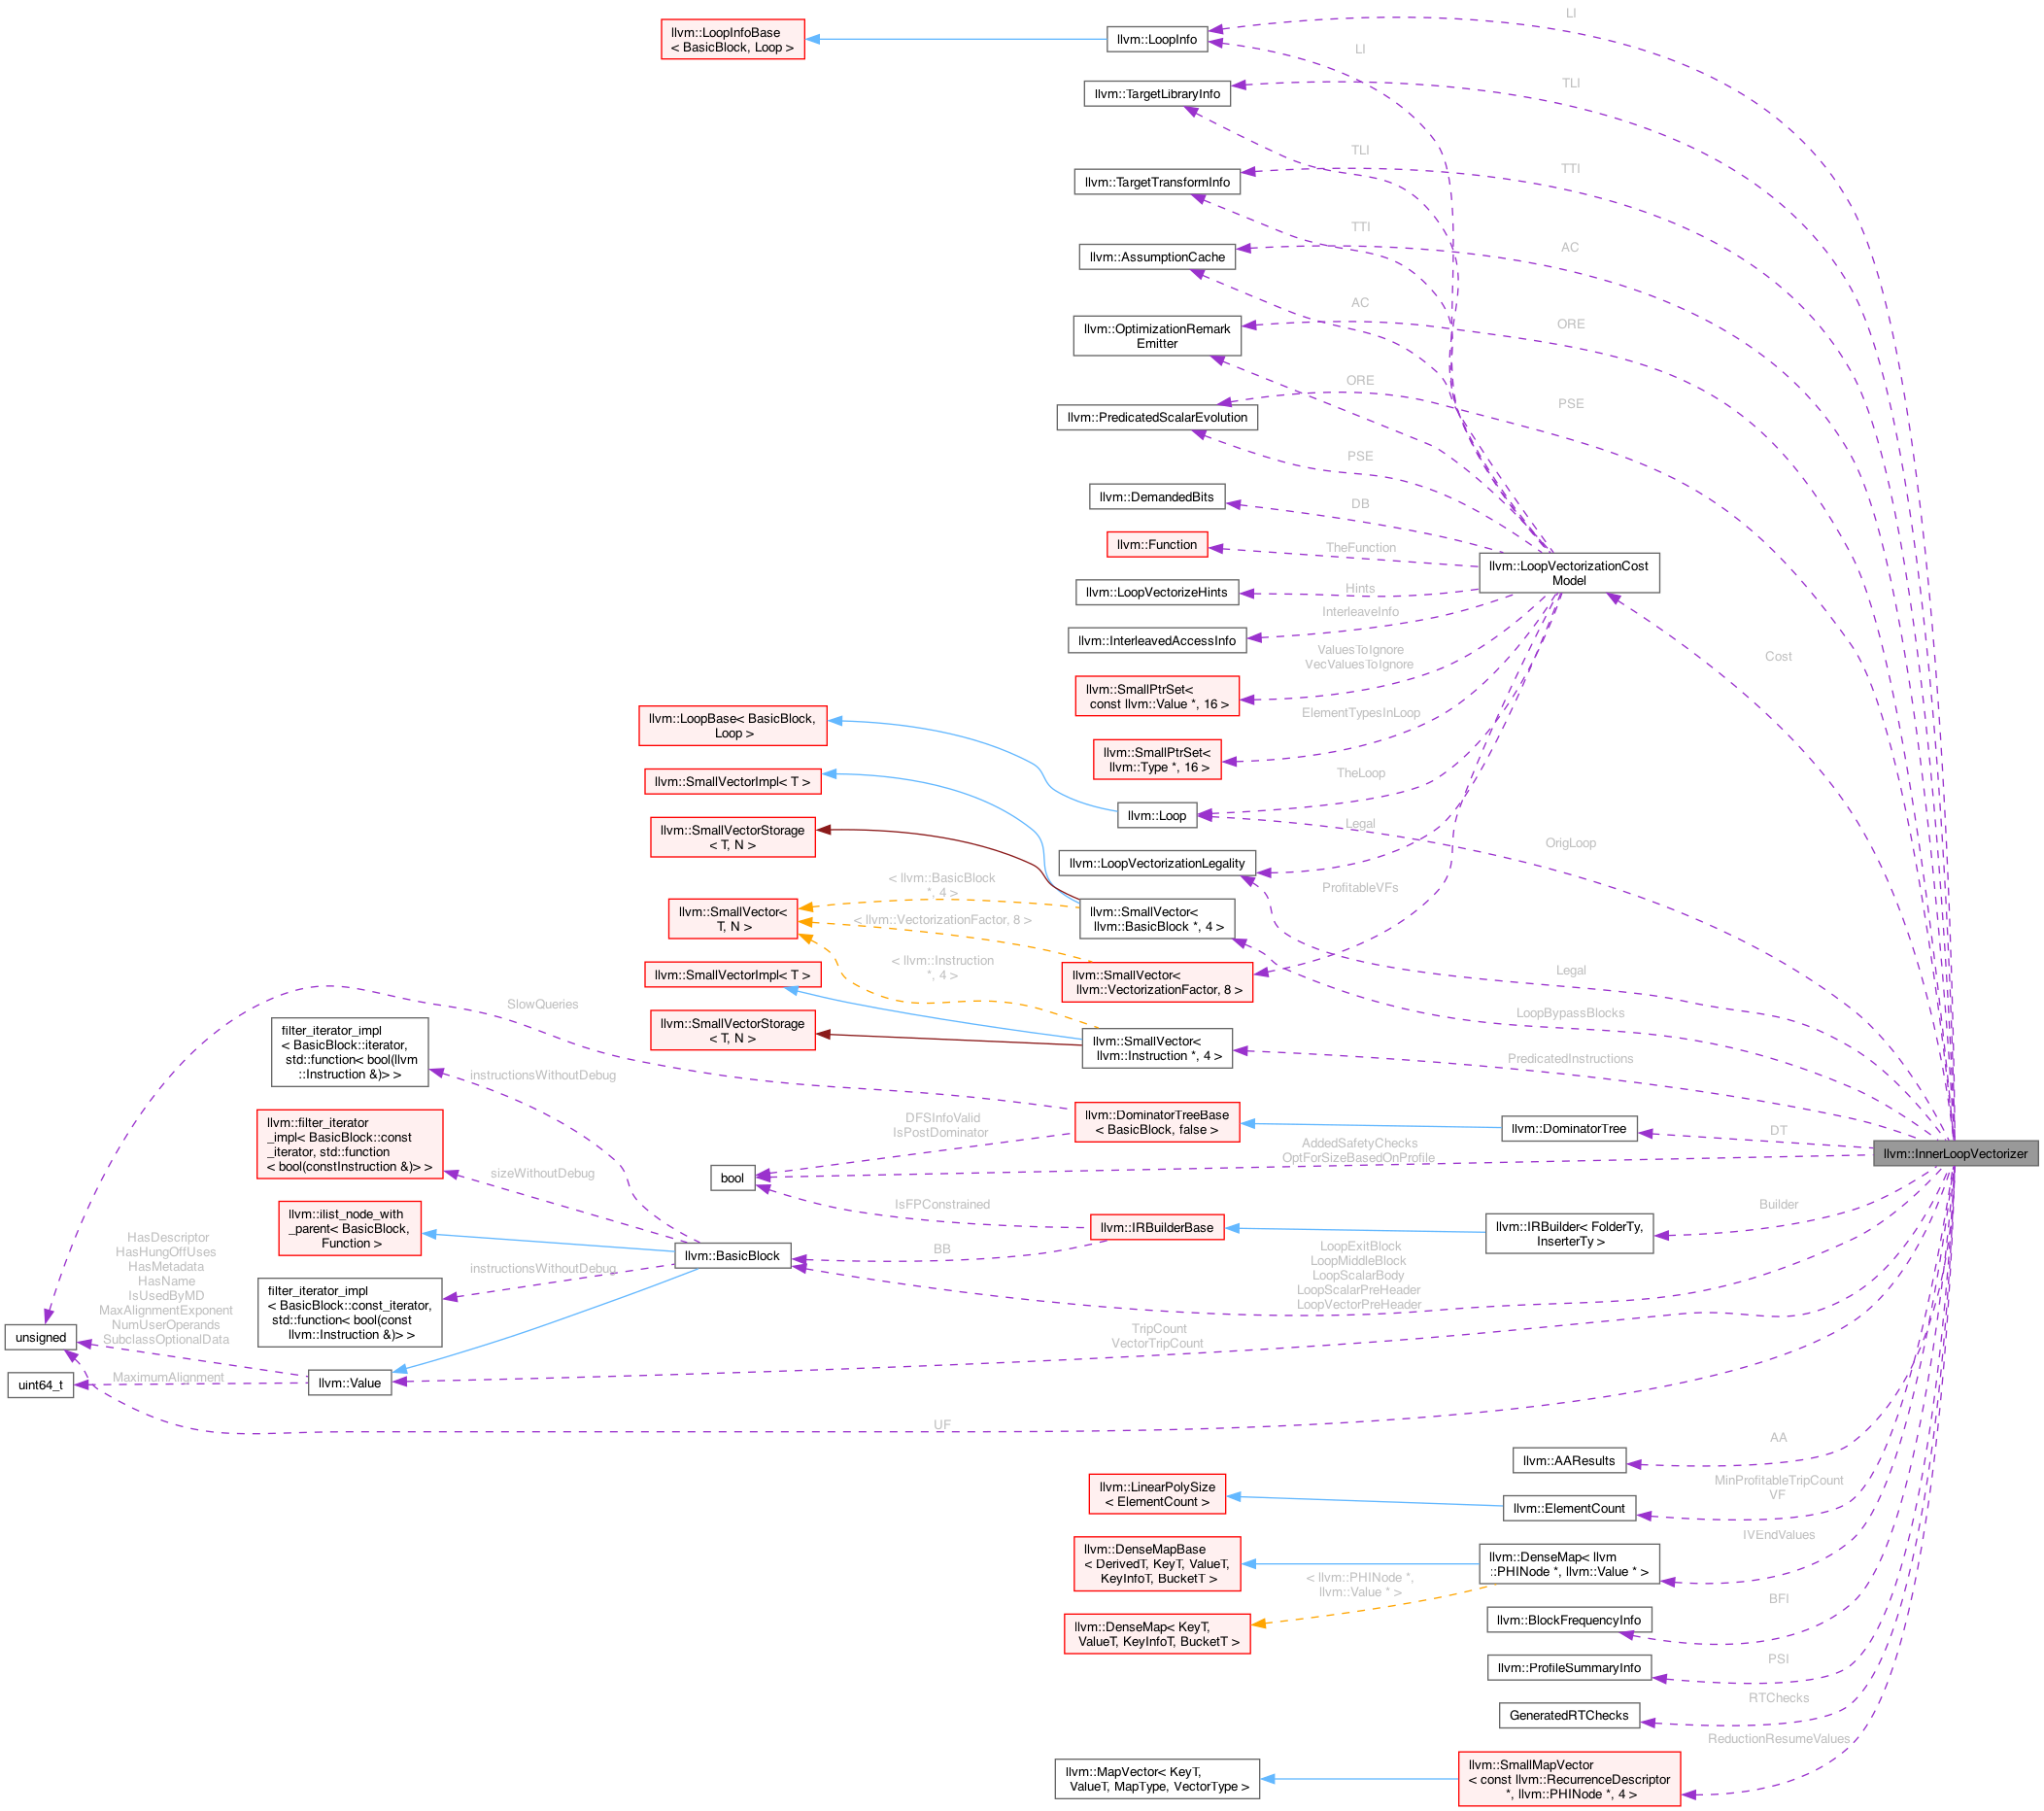 LI
llvm::LoopInfoBase
< BasicBlock, Loop >
llvm::LoopInfo
LI
llvm::TargetLibraryInfo
TLI
TLI
llvm::TargetTransformInfo
TTI
TTI
llvm::AssumptionCache
AC
AC
llvm::OptimizationRemark
Emitter
ORE
ORE
llvm::PredicatedScalarEvolution
PSE
PSE
llvm::DemandedBits
DB
llvm::Function
TheFunction
llvm::LoopVectorizationCost
Model
llvm::LoopVectorizeHints
Hints
llvm::InterleavedAccessInfo
InterleaveInfo
ValuesToIgnore
VecValuesToIgnore
Cost
llvm::SmallPtrSet<
const llvm::Value *, 16 >
ElementTypesInLoop
llvm::LoopBase< BasicBlock,
Loop >
llvm::SmallPtrSet<
llvm::Type *, 16 >
TheLoop
llvm::SmallVectorImpl< T >
llvm::Loop
Legal
OrigLoop
llvm::SmallVectorStorage
< T, N >
llvm::LoopVectorizationLegality
ProfitableVFs
< llvm::BasicBlock
*, 4 >
llvm::SmallVector<
T, N >
< llvm::VectorizationFactor, 8 >
llvm::SmallVector<
llvm::BasicBlock *, 4 >
< llvm::Instruction
*, 4 >
llvm::SmallVectorImpl< T >
llvm::SmallVector<
llvm::VectorizationFactor, 8 >
Legal
SlowQueries
LoopBypassBlocks
llvm::SmallVectorStorage
< T, N >
llvm::SmallVector<
llvm::Instruction *, 4 >
PredicatedInstructions
filter_iterator_impl
< BasicBlock::iterator,
std::function< bool(llvm
::Instruction &)> >
instructionsWithoutDebug
DFSInfoValid
IsPostDominator
llvm::DominatorTreeBase
< BasicBlock, false >
llvm::DominatorTree
DT
llvm::InnerLoopVectorizer
llvm::filter_iterator
_impl< BasicBlock::const
_iterator, std::function
< bool(constInstruction &)> >
sizeWithoutDebug
bool
AddedSafetyChecks
OptForSizeBasedOnProfile
IsFPConstrained
llvm::IRBuilderBase
llvm::IRBuilder< FolderTy,
InserterTy >
Builder
llvm::ilist_node_with
_parent< BasicBlock,
Function >
llvm::BasicBlock
BB
LoopExitBlock
LoopMiddleBlock
LoopScalarBody
LoopScalarPreHeader
LoopVectorPreHeader
HasDescriptor
HasHungOffUses
HasMetadata
HasName
IsUsedByMD
MaxAlignmentExponent
NumUserOperands
SubclassOptionalData
instructionsWithoutDebug
filter_iterator_impl
< BasicBlock::const_iterator,
std::function< bool(const
llvm::Instruction &)> >
unsigned
TripCount
VectorTripCount
uint64_t
MaximumAlignment
llvm::Value
UF
llvm::AAResults
AA
llvm::LinearPolySize
< ElementCount >
llvm::ElementCount
MinProfitableTripCount
VF
llvm::DenseMapBase
< DerivedT, KeyT, ValueT,
KeyInfoT, BucketT >
llvm::DenseMap< llvm
::PHINode *, llvm::Value * >
IVEndValues
< llvm::PHINode *,
llvm::Value * >
llvm::DenseMap< KeyT,
ValueT, KeyInfoT, BucketT >
llvm::BlockFrequencyInfo
BFI
llvm::ProfileSummaryInfo
PSI
GeneratedRTChecks
RTChecks
ReductionResumeValues
llvm::MapVector< KeyT,
ValueT, MapType, VectorType >
llvm::SmallMapVector
< const llvm::RecurrenceDescriptor
*, llvm::PHINode *, 4 >